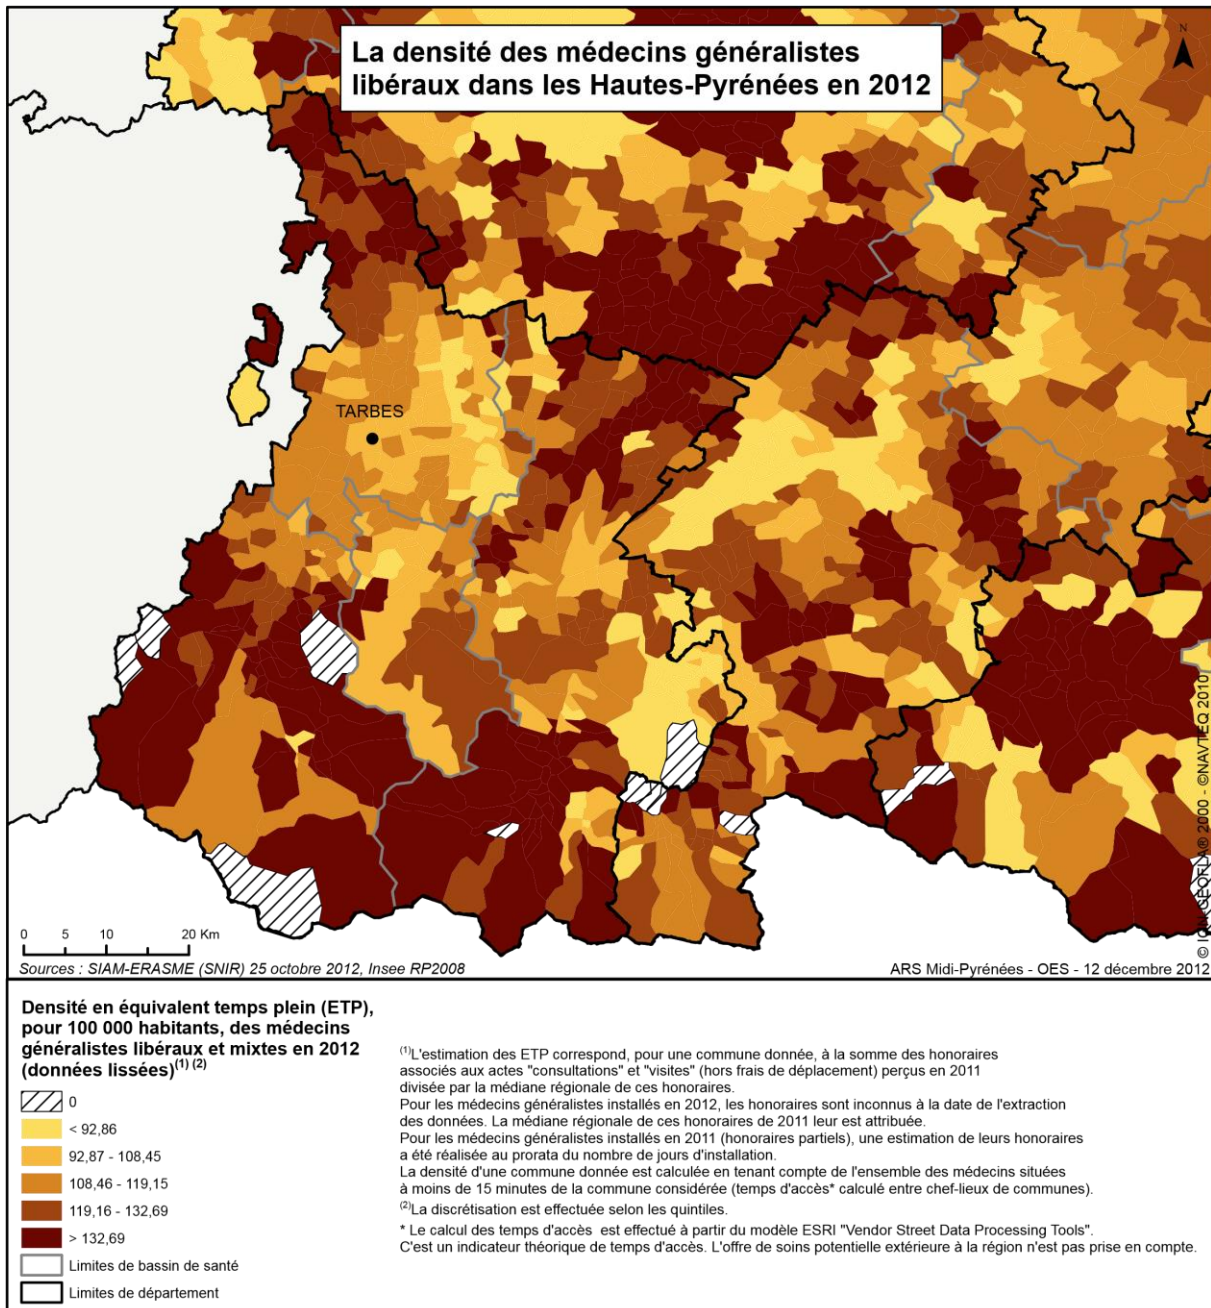 La densité des médecins généralistes
libéraux dans les Hautes-Pyrénées en 2012
N
TARBES
0 5 10 20 Km
Sources : SIAM-ERASME (SNIR) 25 octobre 2012, Insee RP2008
ARS Midi-Pyrénées - OES - 12 décembre 2012
© IGN GEOFLA® 2000 - ©NAVTEQ 2010
Densité en équivalent temps plein (ETP),
pour 100 000 habitants, des médecins
généralistes libéraux et mixtes en 2012
(données lissées)(1) (2)
0
< 92,86
92,87 - 108,45
108,46 - 119,15
119,16 - 132,69
> 132,69
Limites de bassin de santé
Limites de département
(1)L'estimation des ETP correspond, pour une commune donnée, à la somme des honoraires
associés aux actes "consultations" et "visites" (hors frais de déplacement) perçus en 2011
divisée par la médiane régionale de ces honoraires.
Pour les médecins généralistes installés en 2012, les honoraires sont inconnus à la date de l'extraction
des données. La médiane régionale de ces honoraires de 2011 leur est attribuée.
Pour les médecins généralistes installés en 2011 (honoraires partiels), une estimation de leurs honoraires
a été réalisée au prorata du nombre de jours d'installation.
La densité d'une commune donnée est calculée en tenant compte de l'ensemble des médecins situées
à moins de 15 minutes de la commune considérée (temps d'accès* calculé entre chef-lieux de communes).
(2)La discrétisation est effectuée selon les quintiles.
* Le calcul des temps d'accès est effectué à partir du modèle ESRI "Vendor Street Data Processing Tools".
C'est un indicateur théorique de temps d'accès. L'offre de soins potentielle extérieure à la région n'est pas prise en compte.